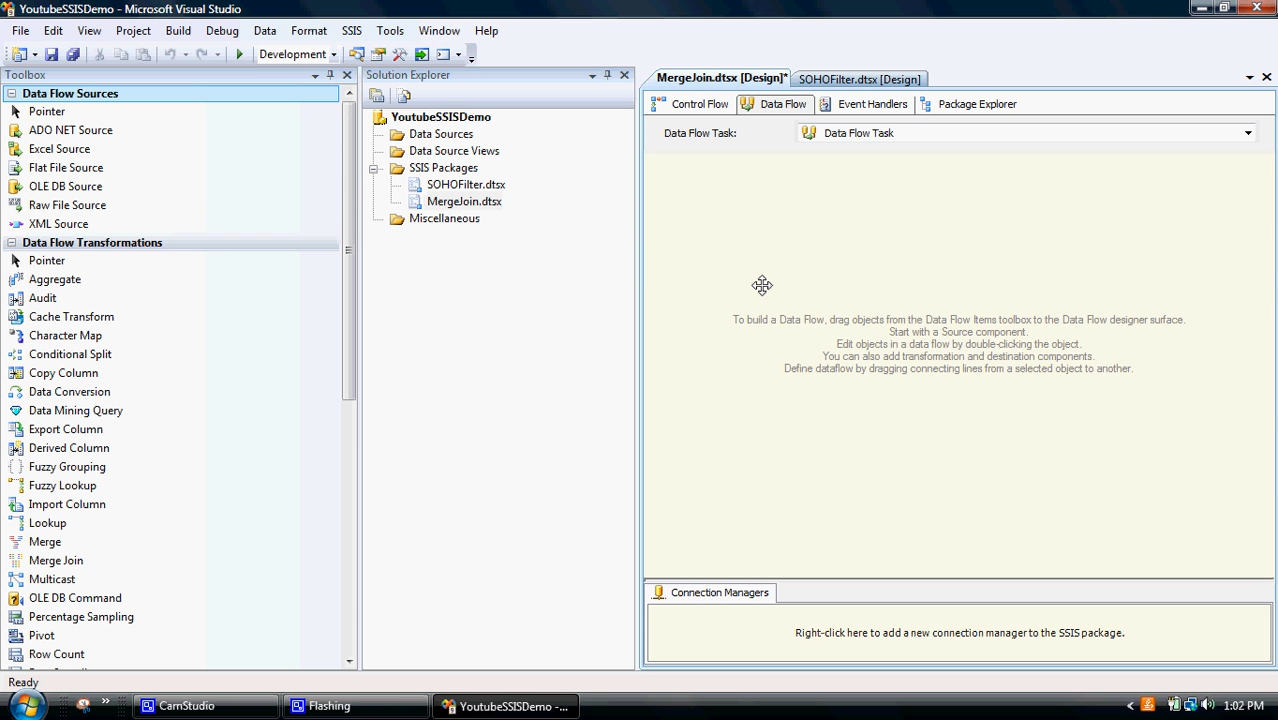 YoutubeSSISDemo - Microsoft Visual Studio
File Edit View Project Build Debug Data Format SSIS Tools Window Help
Development
Toolbox
Data Flow Sources
Pointer
ADO NET Source
Excel Source
Flat File Source
OLE DB Source
Raw File Source
XML Source
Data Flow Transformations
Pointer
Aggregate
Audit
Cache Transform
Character Map
Conditional Split
Copy Column
Data Conversion
Data Mining Query
Export Column
Derived Column
Fuzzy Grouping
Fuzzy Lookup
Import Column
Lookup
Merge
Merge Join
Multicast
OLE DB Command
Percentage Sampling
Pivot
Row Count
Solution Explorer
YoutubeSSISDemo
Data Sources
Data Source Views
SSIS Packages
SOHOFilter.dtsx
MergeJoin.dtsx
Miscellaneous
MergeJoin.dtsx [Design]* SOHOFilter.dtsx [Design]
Control Flow Data Flow Event Handlers Package Explorer
Data Flow Task: Data Flow Task
To build a Data Flow, drag objects from the Data Flow Items toolbox to the Data Flow designer surface.
Start with a Source component.
Edit objects in a data flow by double-clicking the object.
You can also add transformation and destination components.
Define dataflow by dragging connecting lines from a selected object to another.
Connection Managers
Right-click here to add a new connection manager to the SSIS package.
Ready
CamStudio Flashing YoutubeSSISDemo -... 1:02 PM